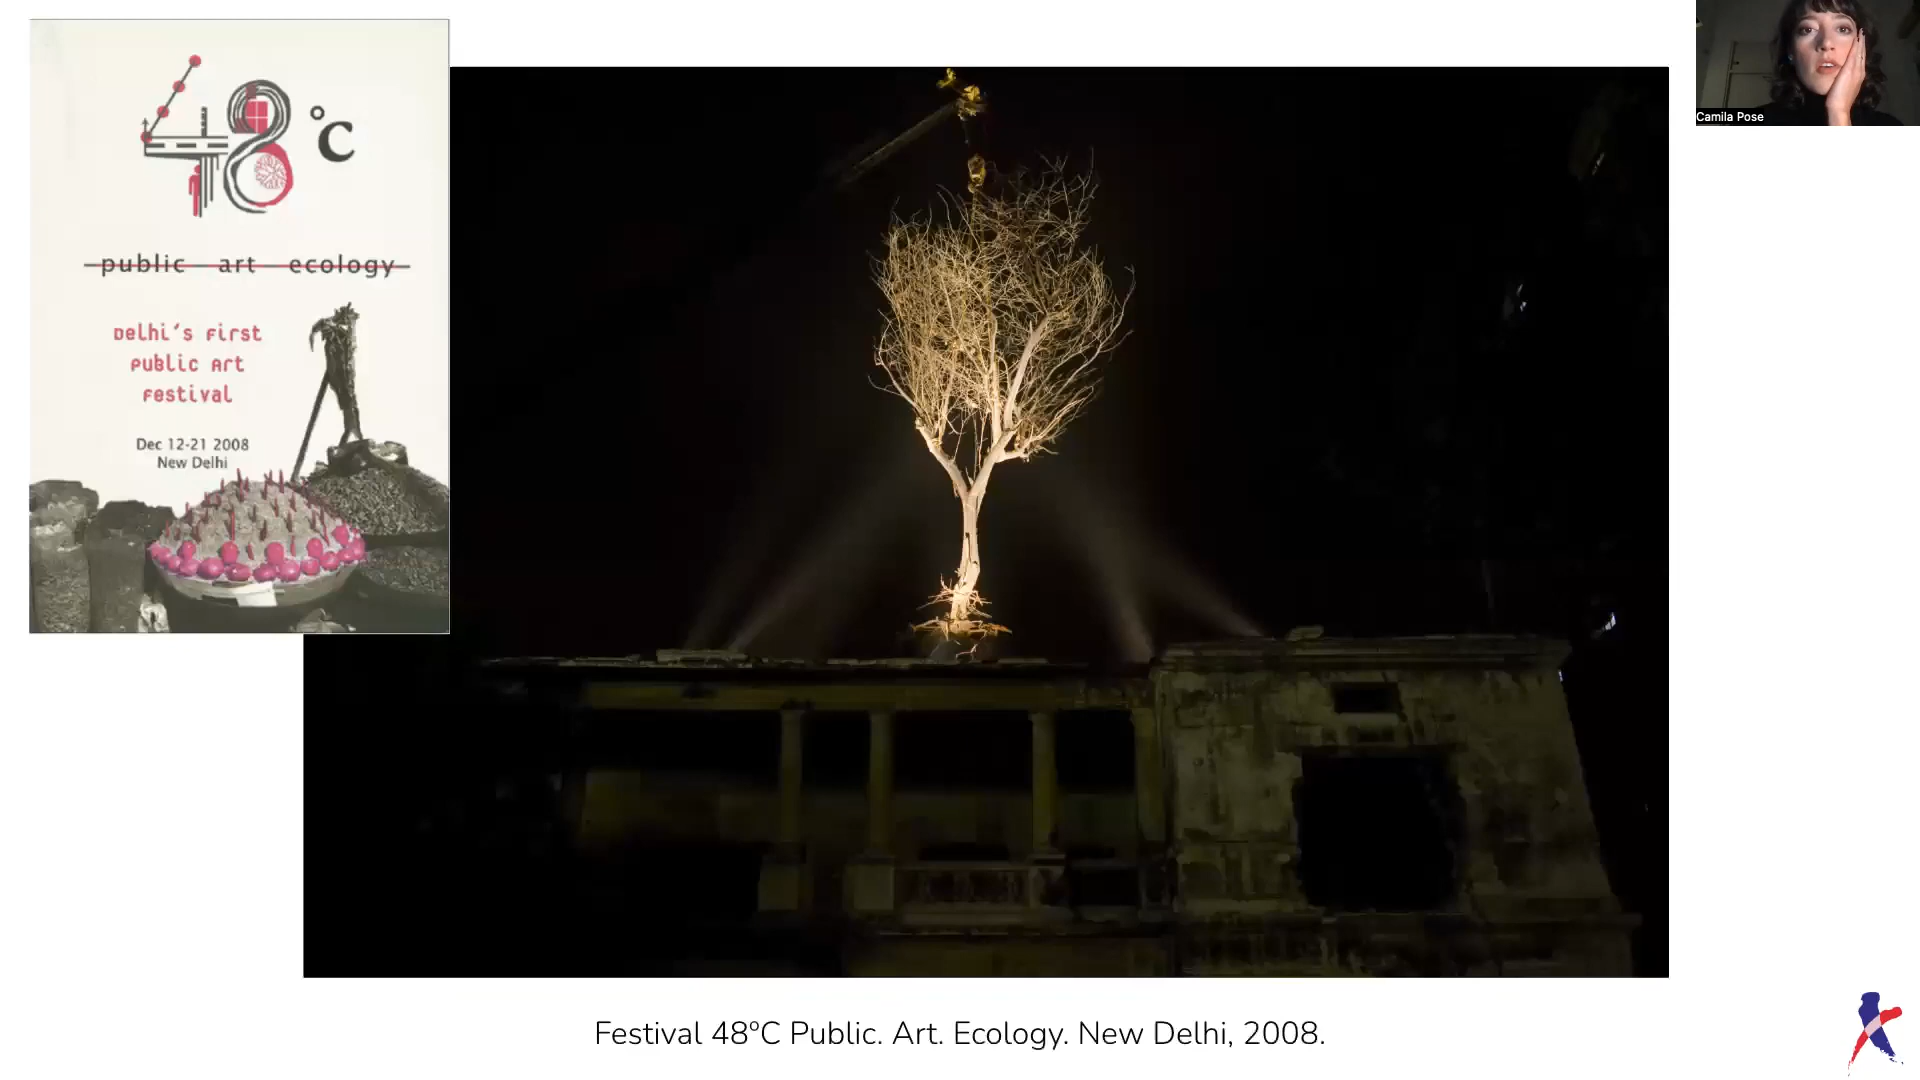 48°C
public art ecology
Delhi's First
Public Art
Festival
Dec 12-21 2008
New Delhi
Camila Pose
Festival 48ºC Public. Art. Ecology. New Delhi, 2008.